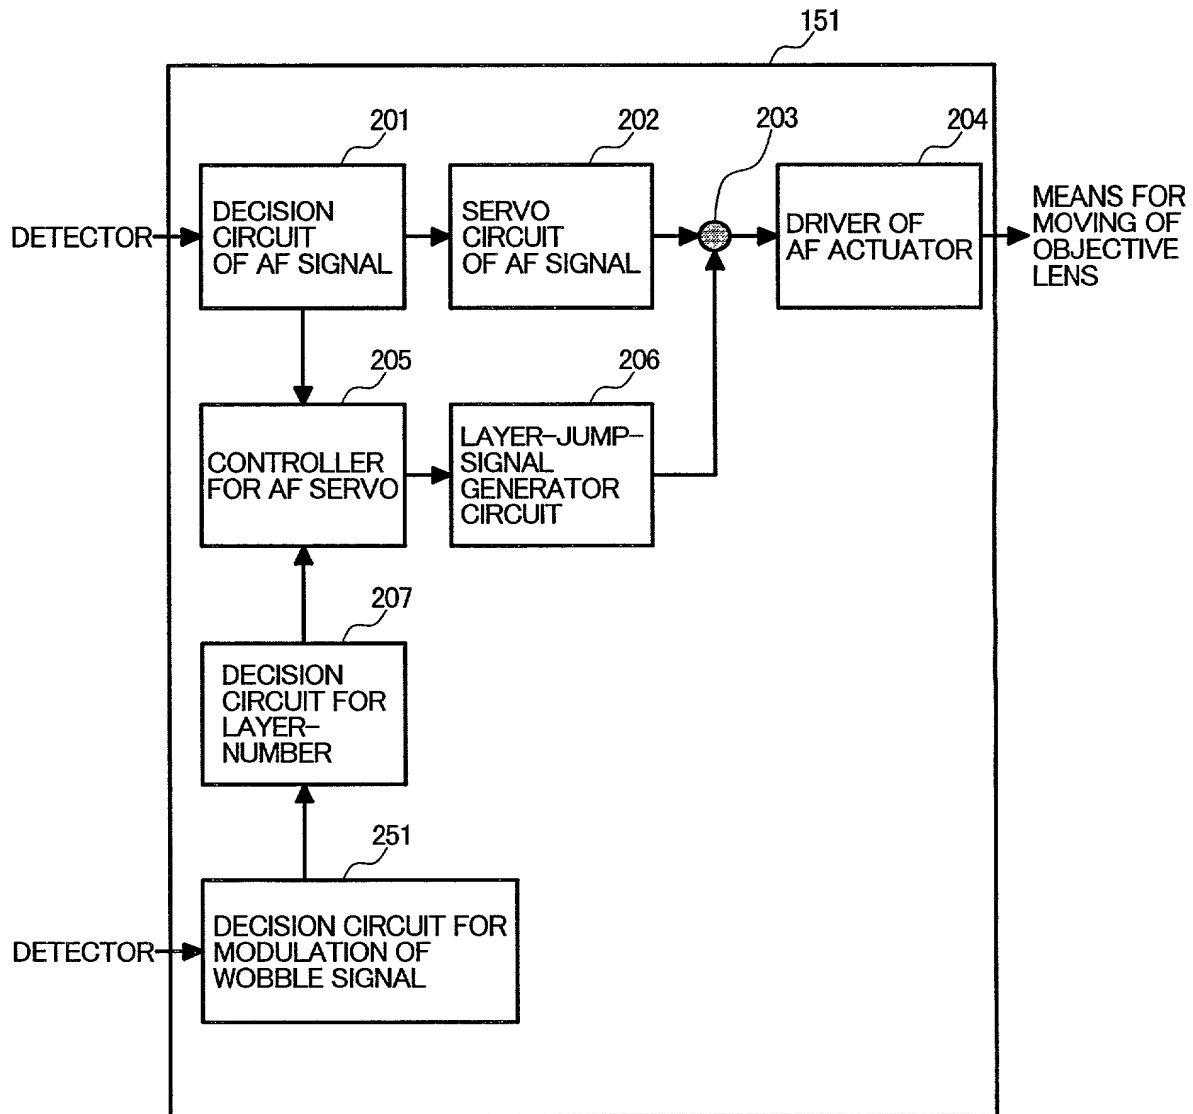 151
201
202
203
204
DETECTOR
DECISION
CIRCUIT
OF AF SIGNAL
SERVO
CIRCUIT
OF AF SIGNAL
DRIVER OF
AF ACTUATOR
MEANS FOR
MOVING OF
OBJECTIVE
LENS
205
206
CONTROLLER
FOR AF SERVO
LAYER-JUMP-
SIGNAL
GENERATOR
CIRCUIT
207
DECISION
CIRCUIT FOR
LAYER-
NUMBER
251
DETECTOR
DECISION CIRCUIT FOR
MODULATION OF
WOBBLE SIGNAL